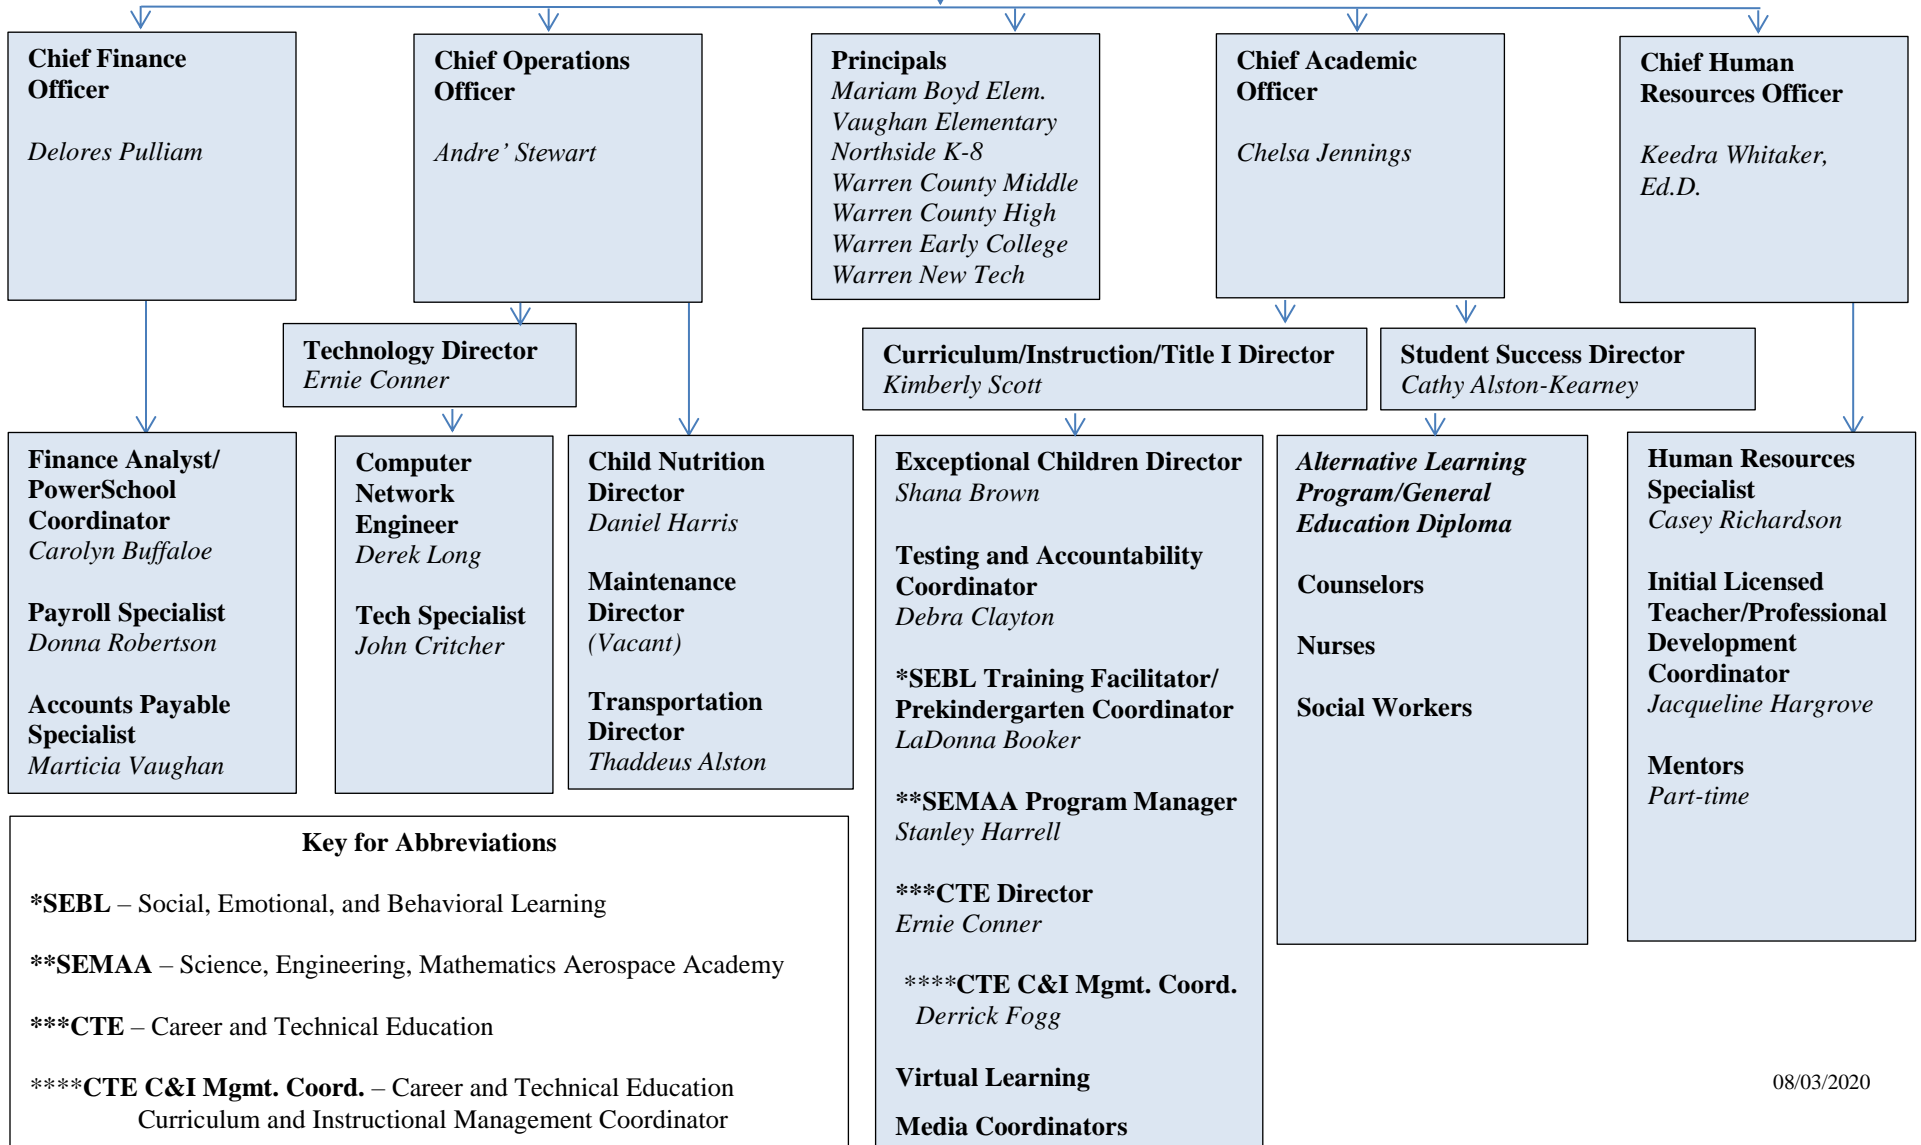 Chief Finance
Officer
Delores Pulliam
Chief Operations
Officer
Andre’ Stewart
Principals
Mariam Boyd Elem.
Vaughan Elementary
Northside K-8
Warren County Middle
Warren County High
Warren Early College
Warren New Tech
Chief Academic
Officer
Chelsa Jennings
Chief Human
Resources Officer
Keedra Whitaker,
Ed.D.
Technology Director
Ernie Conner
Curriculum/Instruction/Title I Director
Kimberly Scott
Student Success Director
Cathy Alston-Kearney
Finance Analyst/
PowerSchool
Coordinator
Carolyn Buffaloe
Payroll Specialist
Donna Robertson
Accounts Payable
Specialist
Marticia Vaughan
Computer
Network
Engineer
Derek Long
Tech Specialist
John Critcher
Child Nutrition
Director
Daniel Harris
Maintenance
Director
(Vacant)
Transportation
Director
Thaddeus Alston
Exceptional Children Director
Shana Brown
Testing and Accountability
Coordinator
Debra Clayton
*SEBL Training Facilitator/
Prekindergarten Coordinator
LaDonna Booker
**SEMAA Program Manager
Stanley Harrell
***CTE Director
Ernie Conner
****CTE C&I Mgmt. Coord.
Derrick Fogg
Virtual Learning
Media Coordinators
Alternative Learning
Program/General
Education Diploma
Counselors
Nurses
Social Workers
Human Resources
Specialist
Casey Richardson
Initial Licensed
Teacher/Professional
Development
Coordinator
Jacqueline Hargrove
Mentors
Part-time
Key for Abbreviations
*SEBL – Social, Emotional, and Behavioral Learning
**SEMAA – Science, Engineering, Mathematics Aerospace Academy
***CTE – Career and Technical Education
****CTE C&I Mgmt. Coord. – Career and Technical Education
Curriculum and Instructional Management Coordinator
08/03/2020